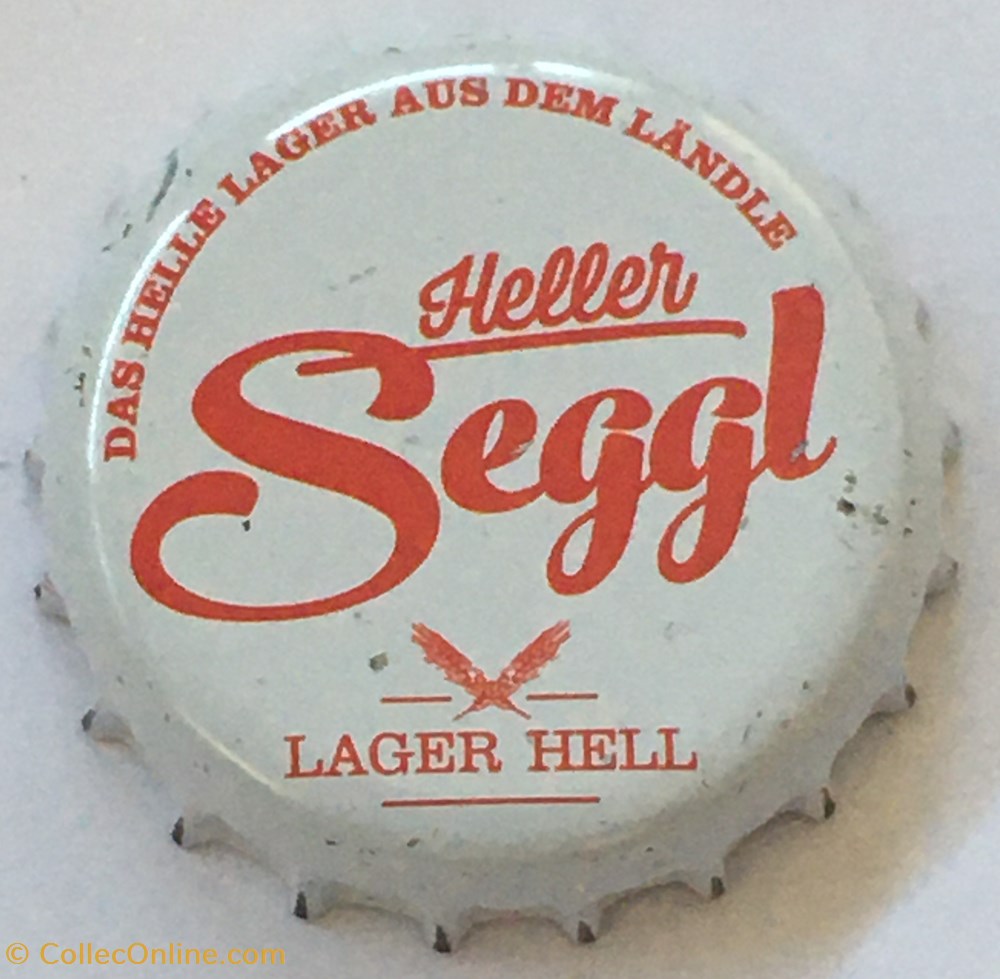 DAS HELLE LAGER AUS DEM LÄNDLE
Heller
Seggl
LAGER HELL
© CollecOnline.com